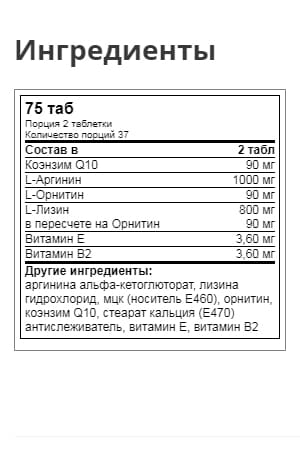 Ингредиенты
75 таб
Порция 2 таблетки
Количество порций 37
Состав в 2 табл
Коэнзим Q10 90 мг
L-Аргинин 1000 мг
L-Орнитин 90 мг
L-Лизин 800 мг
в пересчете на Орнитин 90 мг
Витамин Е 3,60 мг
Витамин В2 3,60 мг
Другие ингредиенты:
аргинина альфа-кетоглюторат, лизина
гидрохлорид, мцк (носитель Е460), орнитин,
коэнзим Q10, стеарат кальция (Е470)
антислеживатель, витамин Е, витамин В2